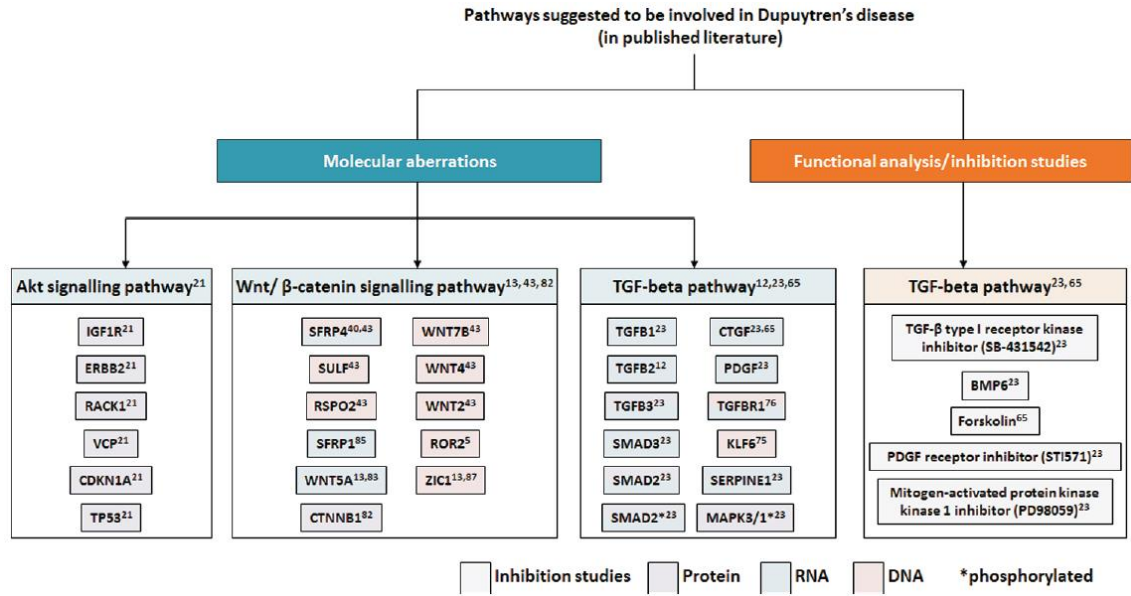 Pathways suggested to be involved in Dupuytren's disease
(in published literature)
Molecular aberrations
Functional analysis/inhibition studies
Akt signalling pathway21
IGF1R21
ERBB221
RACK121
VCP21
CDKN1A21
TP5321
Wnt/ β-catenin signalling pathway13, 43, 82
SFRP440,43
SULF43
RSPO243
SFRP185
WNT5A13,83
CTNNB182
WNT7B43
WNT443
WNT243
ROR25
ZIC113,87
TGF-beta pathway12,23,65
TGFB123
TGFB212
TGFB323
SMAD323
SMAD223
SMAD2*23
CTGF23,65
PDGF23
TGFBR176
KLF675
SERPINE123
MAPK3/1*23
TGF-beta pathway23, 65
TGF-β type I receptor kinase
inhibitor (SB-431542)23
BMP623
Forskolin65
PDGF receptor inhibitor (STI571)23
Mitogen-activated protein kinase
kinase 1 inhibitor (PD98059)23
Inhibition studies
Protein
RNA
DNA
*phosphorylated